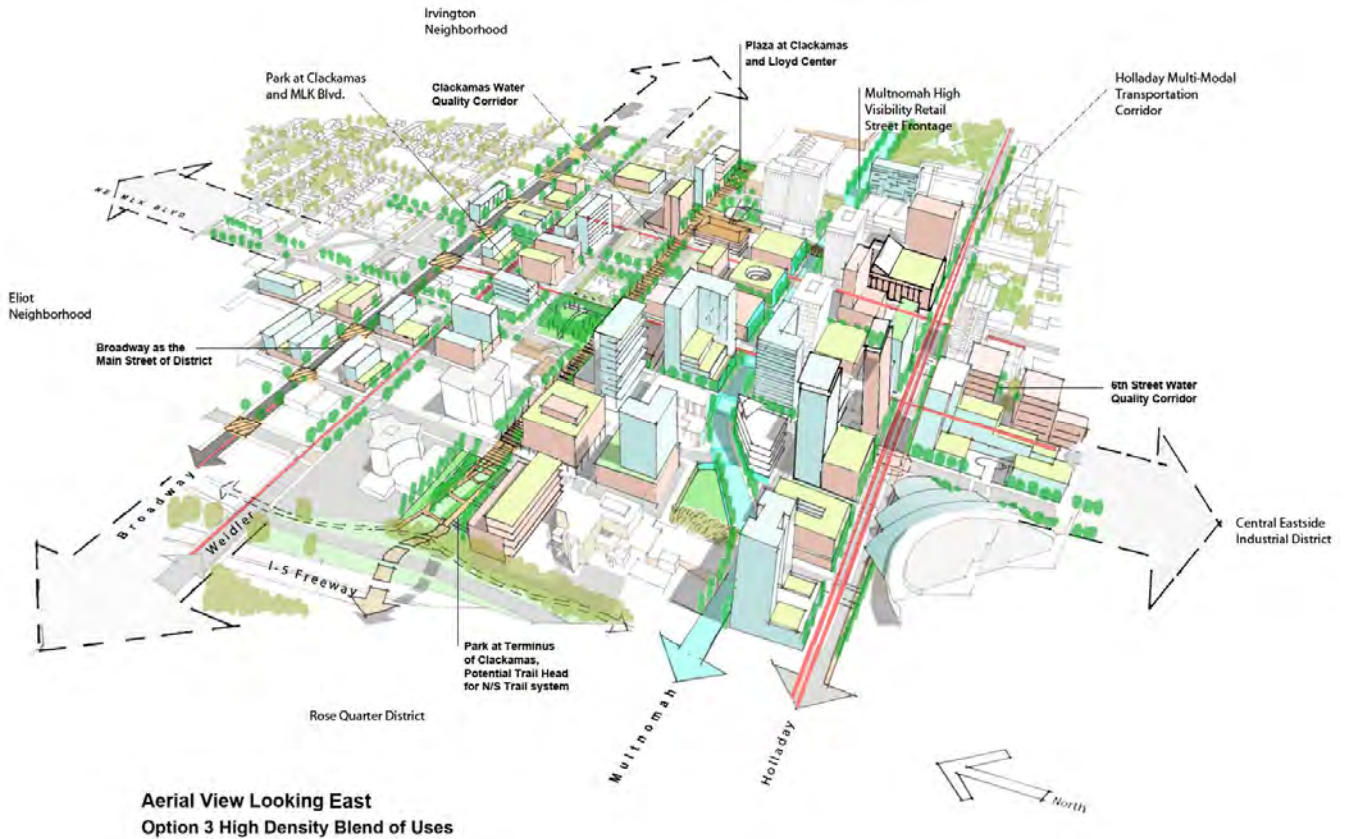 Irvington
Neighborhood
Plaza at Clackamas
and Lloyd Center
Park at Clackamas
and MLK Blvd.
Clackamas Water
Quality Corridor
Multnomah High
Visibility Retail
Street Frontage
Holladay Multi-Modal
Transportation
Corridor
NE MLK BLVD
Eliot
Neighborhood
Broadway as the
Main Street of District
6th Street Water
Quality Corridor
Central Eastside
Industrial District
Broadway
Weidler
I-5 Freeway
Park at Terminus
of Clackamas,
Potential Trail Head
for N/S Trail system
Rose Quarter District
Multnomah
Holladay
North
Aerial View Looking East
Option 3 High Density Blend of Uses